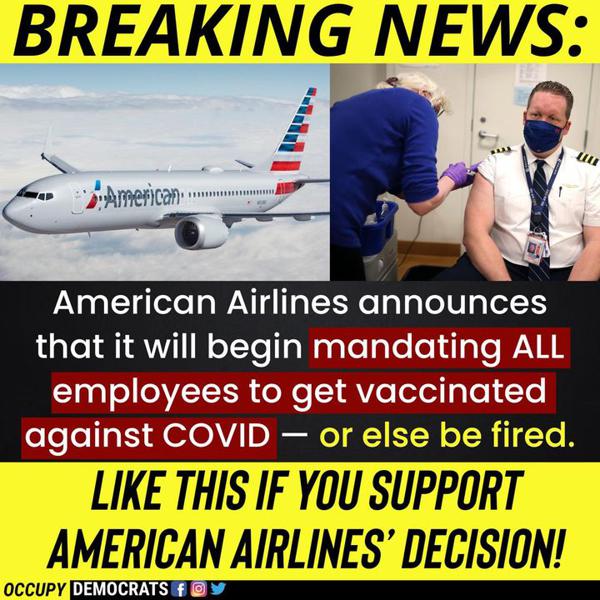 BREAKING NEWS:
American
American Airlines announces
that it will begin mandating ALL
employees to get vaccinated
against COVID — or else be fired.
LIKE THIS IF YOU SUPPORT
AMERICAN AIRLINES' DECISION!
OCCUPY DEMOCRATS